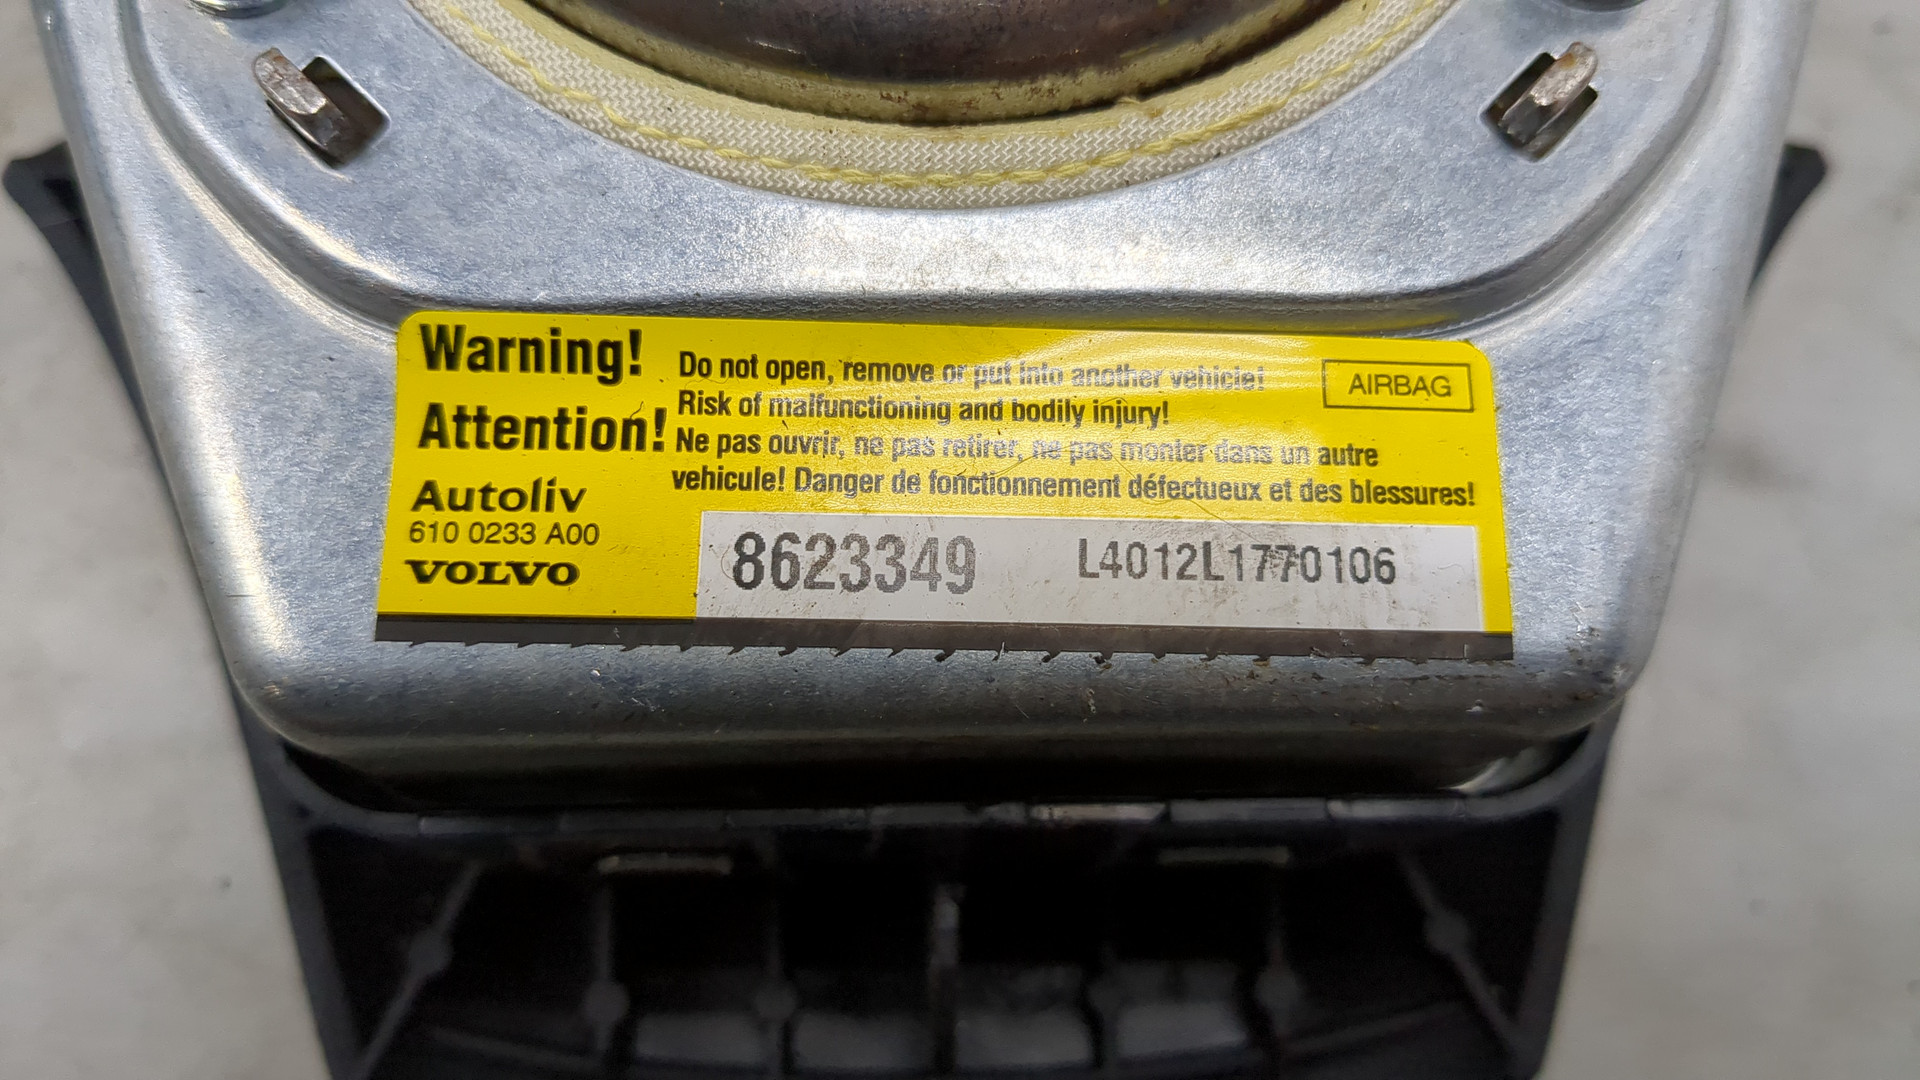 Warning!
Do not open, remove or put into another vehicle!
Risk of malfunctioning and bodily injury!
AIRBAG
Attention!
Ne pas ouvrir, ne pas retirer, ne pas monter dans un autre
vehicule! Danger de fonctionnement défectueux et des blessures!
Autoliv
610 0233 A00
VOLVO
8623349
L4012L1770106